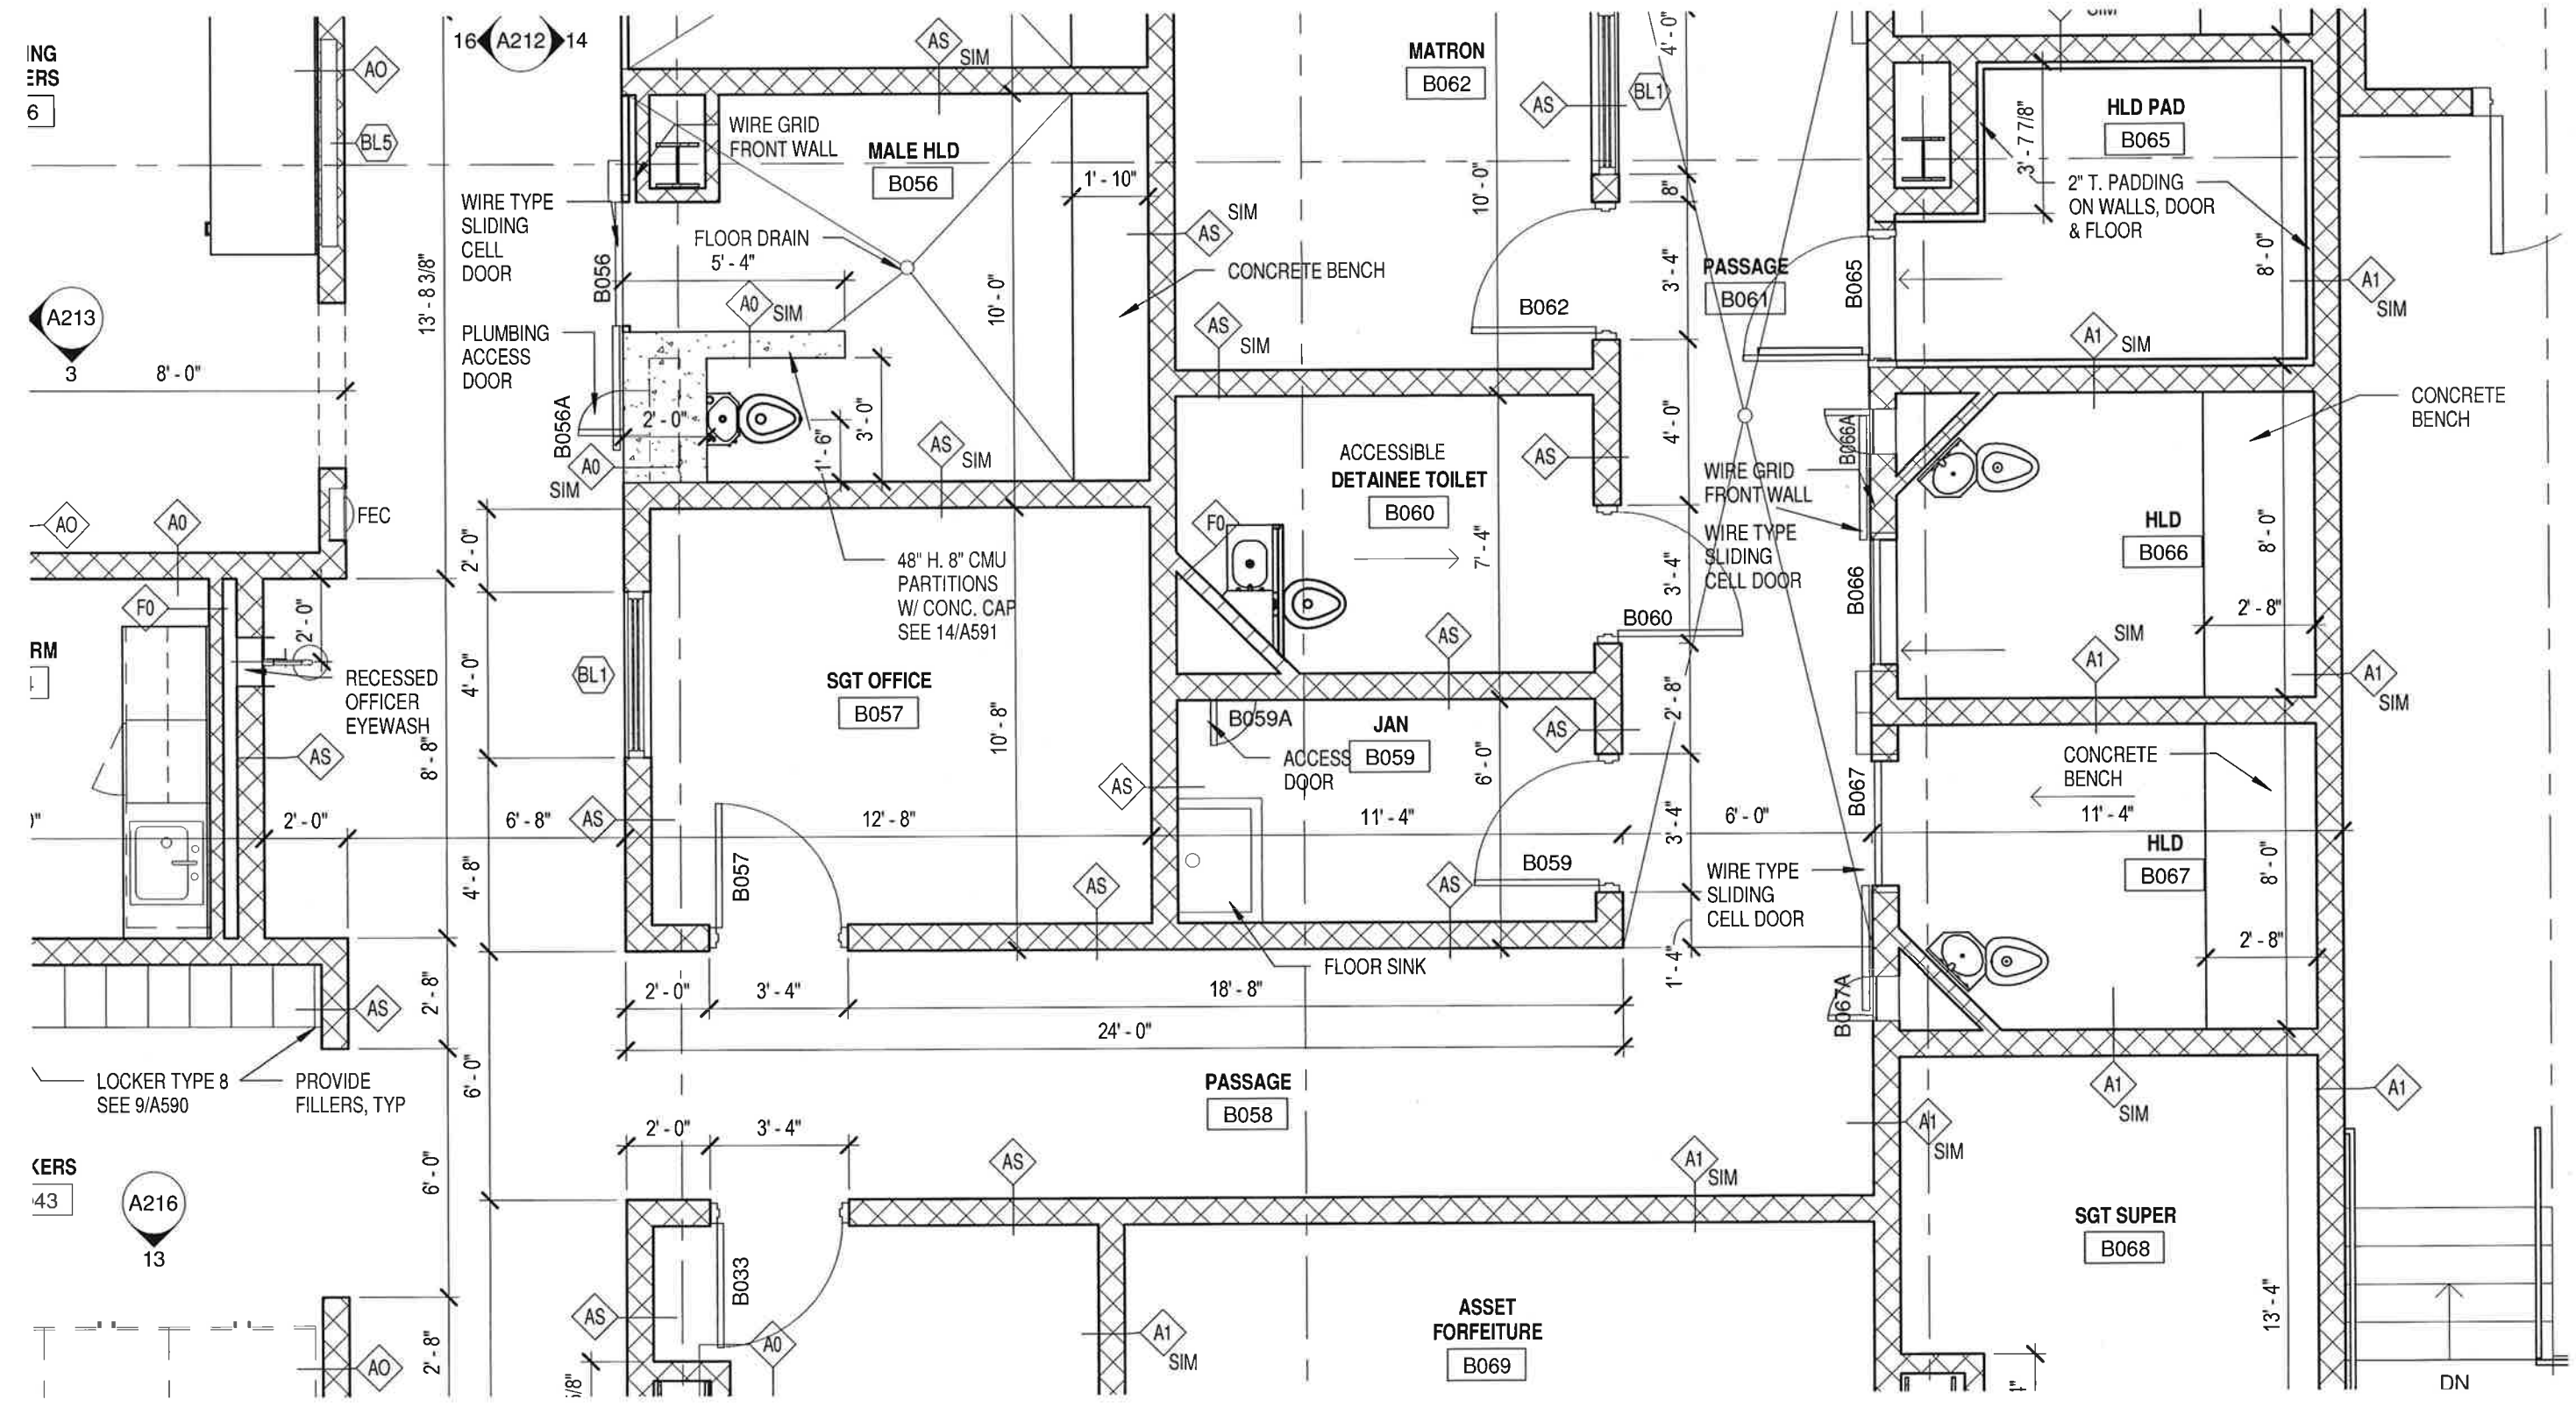 ING
ERS
6
AO
BL5
16
A212
14
AS
SIM
WIRE GRID
FRONT WALL
MALE HLD
B056
1' - 10"
WIRE TYPE
SLIDING
CELL
DOOR
B056
FLOOR DRAIN
5' - 4"
A0
SIM
10' - 0"
CONCRETE BENCH
13' - 8 3/8"
A213
3
8' - 0"
PLUMBING
ACCESS
DOOR
B056A
2' - 0"
1' - 6"
3' - 0"
A0
SIM
AS
SIM
AS
SIM
AS
SIM
MATRON
B062
AS
BL1
4' - 0"
10' - 0"
8"
3' - 4"
B062
PASSAGE
B061
B065
SIM
HLD PAD
B065
3' - 7 7/8"
2" T. PADDING
ON WALLS, DOOR
& FLOOR
8' - 0"
A1
SIM
A1
SIM
CONCRETE
BENCH
AO
A0
FEC
F0
RM
2' - 0"
RECESSED
OFFICER
EYEWASH
8' - 8"
AS
2' - 0"
4' - 0"
BL1
48" H. 8" CMU
PARTITIONS
W/ CONC. CAP
SEE 14/A591
SGT OFFICE
B057
10' - 8"
ACCESSIBLE
DETAINEE TOILET
B060
F0
AS
7' - 4"
4' - 0"
WIRE GRID
FRONT WALL
WIRE TYPE
SLIDING
CELL DOOR
3' - 4"
B060
AS
B066A
B066
HLD
B066
8' - 0"
2' - 8"
SIM
A1
A1
SIM
B059A
ACCESS
DOOR
JAN
B059
AS
6' - 0"
2' - 8"
AS
CONCRETE
BENCH
B067
2' - 0"
6' - 8"
AS
12' - 8"
11' - 4"
3' - 4"
6' - 0"
11' - 4"
4' - 8"
B057
AS
AS
B059
WIRE TYPE
SLIDING
CELL DOOR
HLD
B067
8' - 0"
2' - 8"
FLOOR SINK
1' - 4"
2' - 8"
AS
2' - 0"
3' - 4"
18' - 8"
24' - 0"
B067A
LOCKER TYPE 8
SEE 9/A590
PROVIDE
FILLERS, TYP
6' - 0"
PASSAGE
B058
A1
SIM
A1
A1
SIM
2' - 0"
3' - 4"
AS
A1
SIM
KERS
43
A216
13
6' - 0"
SGT SUPER
B068
B033
AS
A0
A1
SIM
ASSET
FORFEITURE
B069
13' - 4"
2' - 8"
AO
DN